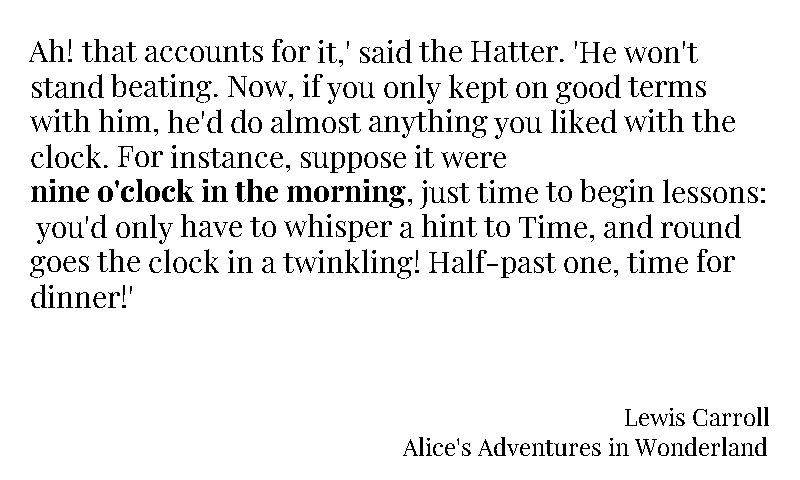 Ah! that accounts for it,' said the Hatter. 'He won't
stand beating. Now, if you only kept on good terms
with him, he'd do almost anything you liked with the
clock. For instance, suppose it were
nine o'clock in the morning, just time to begin lessons:
you'd only have to whisper a hint to Time, and round
goes the clock in a twinkling! Half-past one, time for
dinner!'
Lewis Carroll
Alice's Adventures in Wonderland